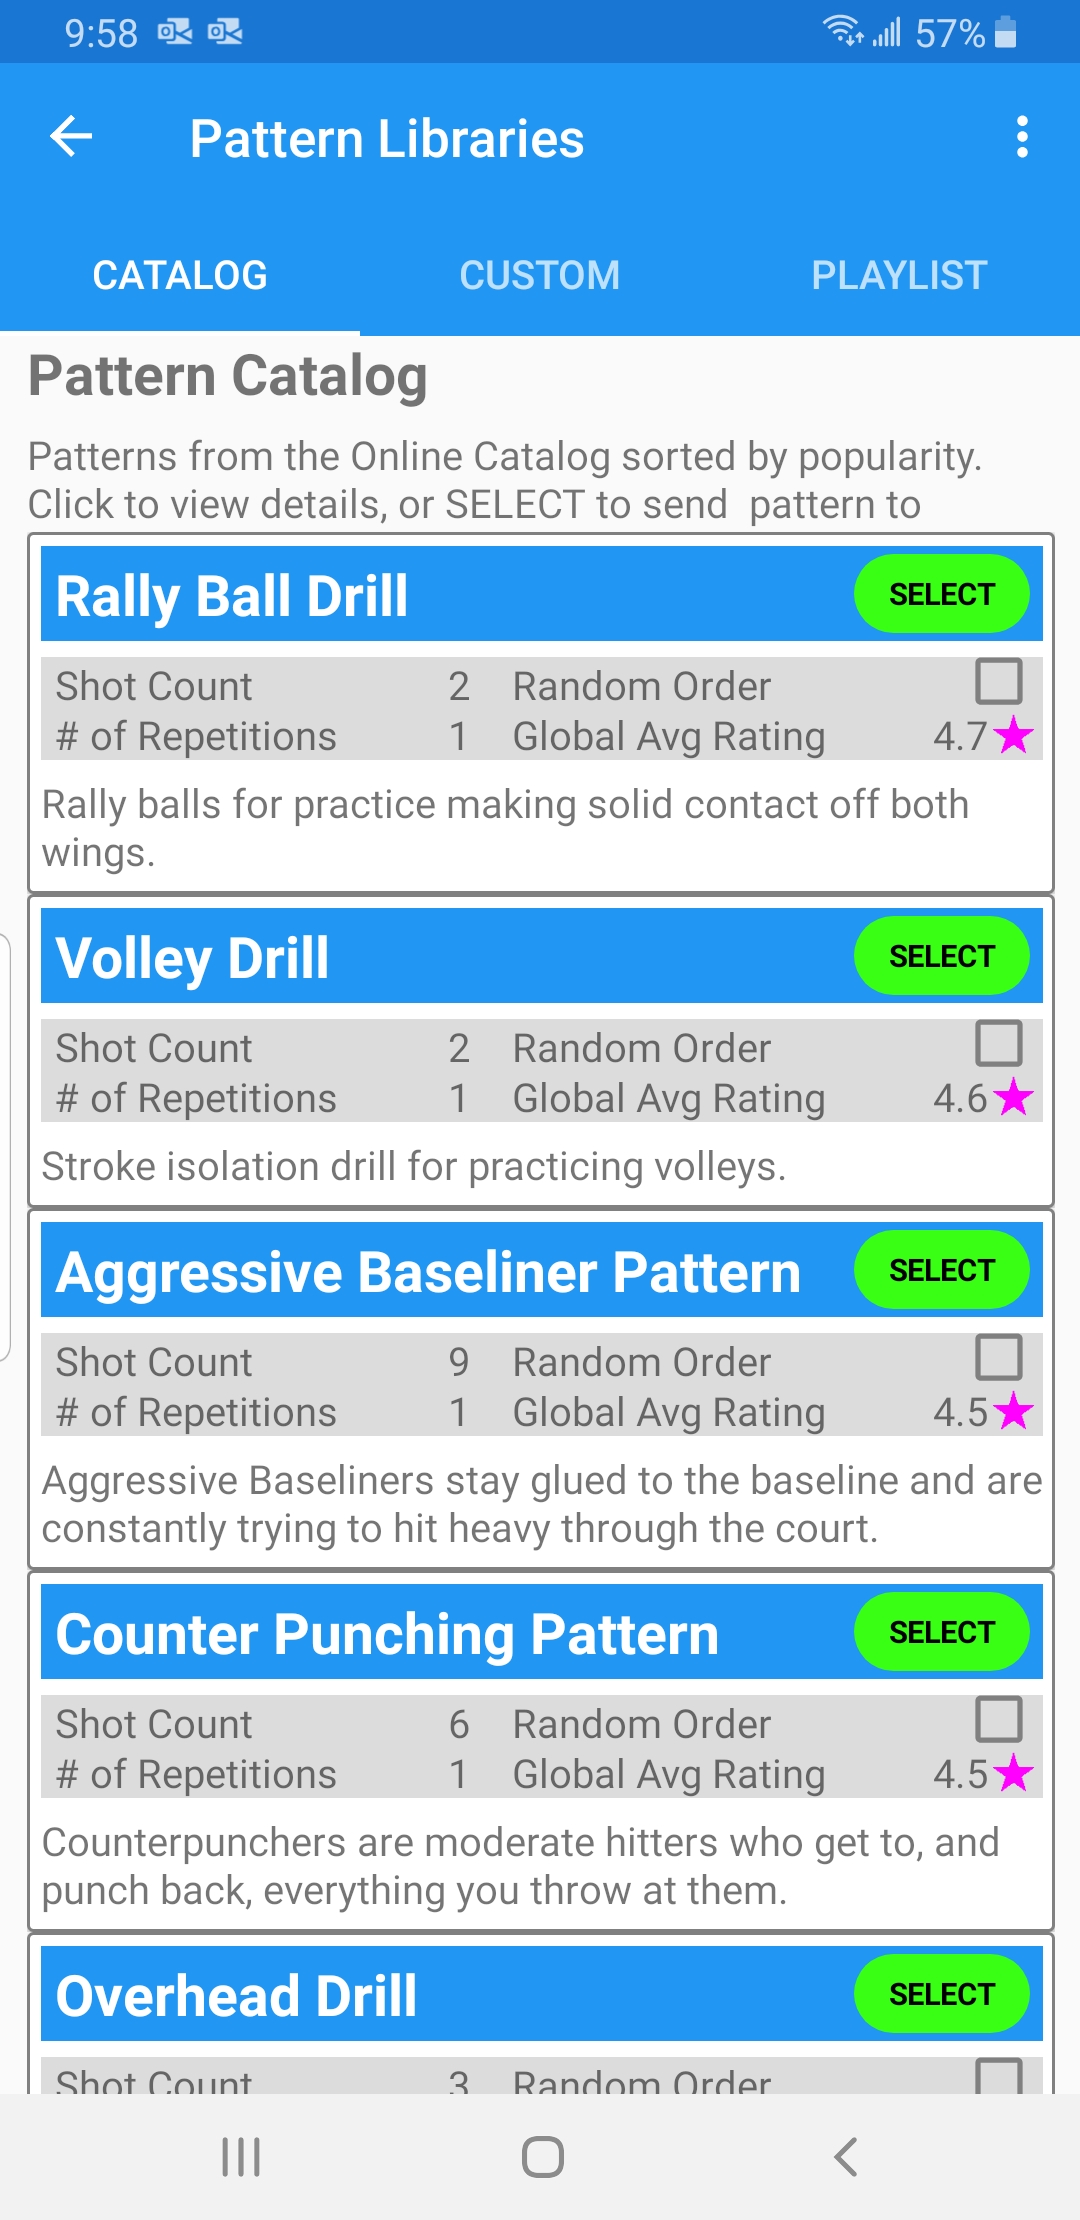 9:58 57%
Pattern Libraries
CATALOG CUSTOM PLAYLIST
Pattern Catalog
Patterns from the Online Catalog sorted by popularity.
Click to view details, or SELECT to send  pattern to
Rally Ball Drill SELECT
Shot Count 2 Random Order
# of Repetitions 1 Global Avg Rating 4.7
Rally balls for practice making solid contact off both
wings.
Volley Drill SELECT
Shot Count 2 Random Order
# of Repetitions 1 Global Avg Rating 4.6
Stroke isolation drill for practicing volleys.
Aggressive Baseliner Pattern SELECT
Shot Count 9 Random Order
# of Repetitions 1 Global Avg Rating 4.5
Aggressive Baseliners stay glued to the baseline and are
constantly trying to hit heavy through the court.
Counter Punching Pattern SELECT
Shot Count 6 Random Order
# of Repetitions 1 Global Avg Rating 4.5
Counterpunchers are moderate hitters who get to, and
punch back, everything you throw at them.
Overhead Drill SELECT
Shot Count 3 Random Order